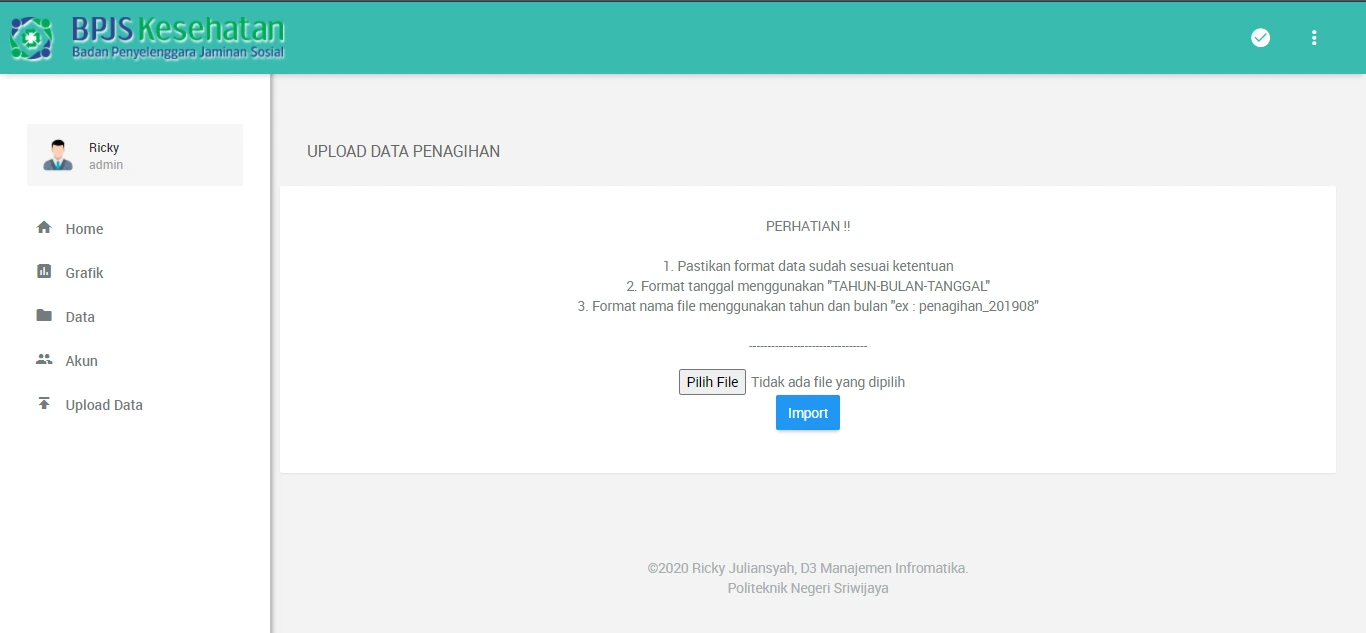 BPJS Kesehatan
Badan Penyelenggara Jaminan Sosial
Ricky
admin
Home
Grafik
Data
Akun
Upload Data
UPLOAD DATA PENAGIHAN
PERHATIAN !!
1. Pastikan format data sudah sesuai ketentuan
2. Format tanggal menggunakan "TAHUN-BULAN-TANGGAL"
3. Format nama file menggunakan tahun dan bulan "ex : penagihan_201908"
--------------------------------
Pilih File Tidak ada file yang dipilih
Import
©2020 Ricky Juliansyah, D3 Manajemen Infromatika.
Politeknik Negeri Sriwijaya